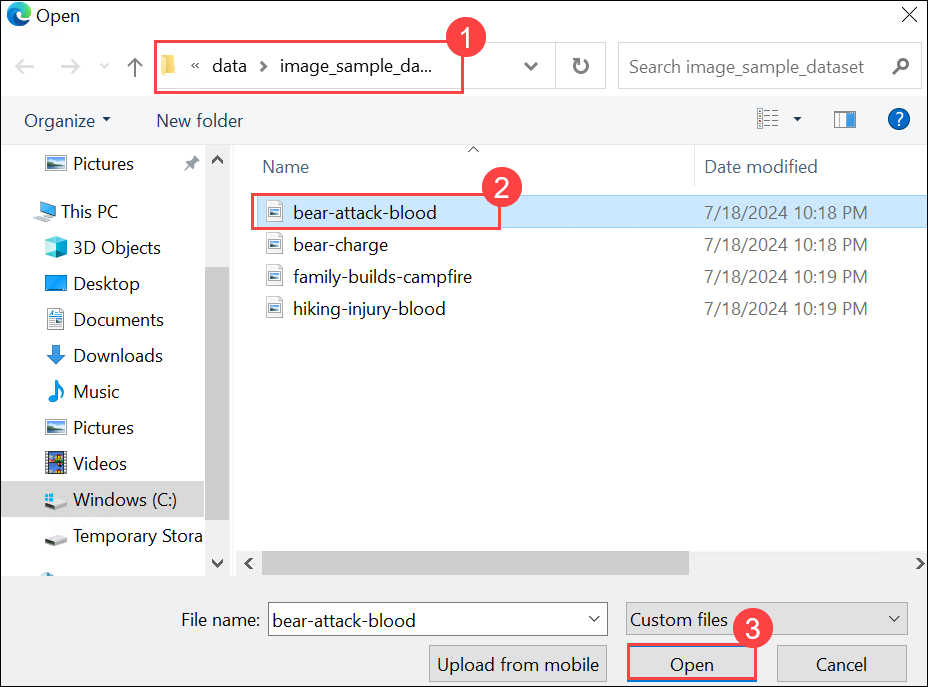 Open
1
« data > image_sample_da...
Search image_sample_dataset
Organize
New folder
?
Pictures
This PC
3D Objects
Desktop
Documents
Downloads
Music
Pictures
Videos
Windows (C:)
Temporary Stora
Name
Date modified
2
bear-attack-blood 7/18/2024 10:18 PM
bear-charge 7/18/2024 10:18 PM
family-builds-campfire 7/18/2024 10:19 PM
hiking-injury-blood 7/18/2024 10:19 PM
File name: bear-attack-blood
Custom files
3
Upload from mobile
Open
Cancel